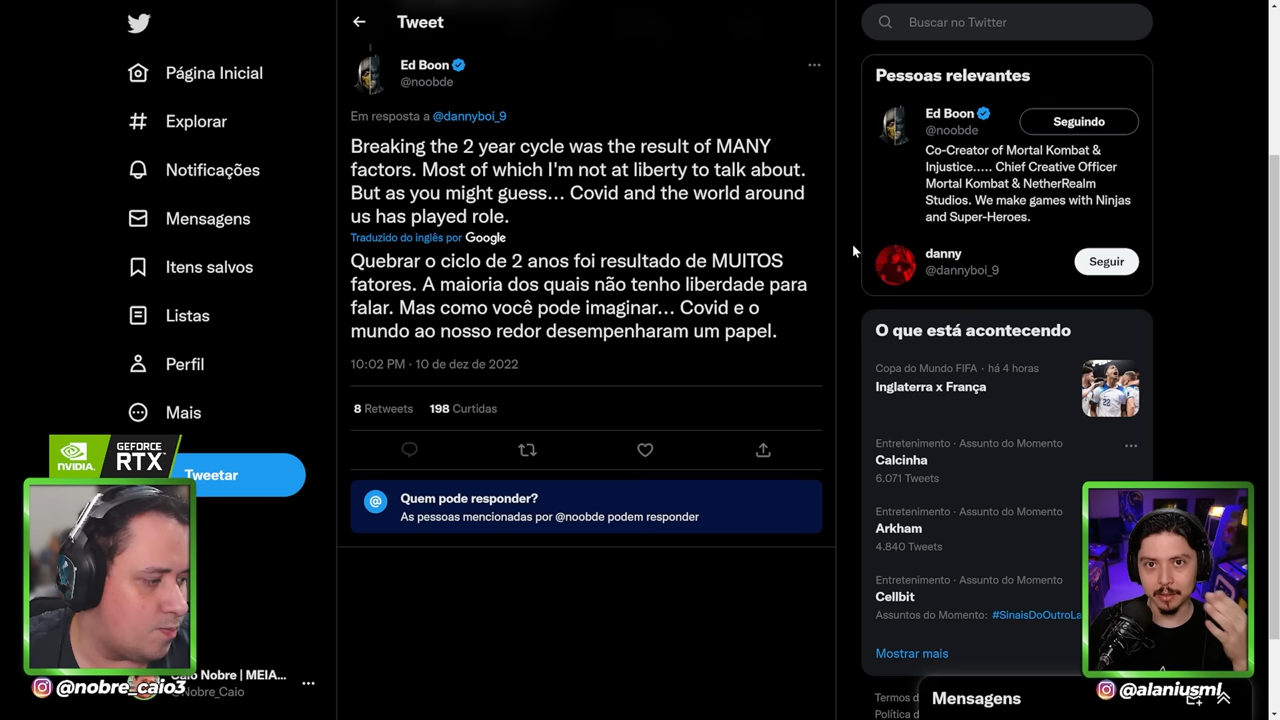 Página Inicial
Explorar
Notificações
Mensagens
Itens salvos
Listas
Perfil
Mais
Tweetar
NVIDIA.
GEFORCE
RTX
Caio Nobre | MEIA...
@Nobre_Caio
@nobre_caio3
Tweet
Ed Boon
@noobde
Em resposta a @dannyboi_9
Breaking the 2 year cycle was the result of MANY
factors. Most of which I'm not at liberty to talk about.
But as you might guess... Covid and the world around
us has played role.
Traduzido do inglês por Google
Quebrar o ciclo de 2 anos foi resultado de MUITOS
fatores. A maioria dos quais não tenho liberdade para
falar. Mas como você pode imaginar... Covid e o
mundo ao nosso redor desempenharam um papel.
10:02 PM · 10 de dez de 2022
8 Retweets 198 Curtidas
Quem pode responder?
As pessoas mencionadas por @noobde podem responder
Buscar no Twitter
Pessoas relevantes
Ed Boon
@noobde
Seguindo
Co-Creator of Mortal Kombat &
Injustice..... Chief Creative Officer
Mortal Kombat & NetherRealm
Studios. We make games with Ninjas
and Super-Heroes.
danny
@dannyboi_9
Seguir
O que está acontecendo
Copa do Mundo FIFA · há 4 horas
Inglaterra x França
22
Entretenimento · Assunto do Momento
Calcinha
6.071 Tweets
Entretenimento · Assunto do Momento
Arkham
4.840 Tweets
Entretenimento · Assunto do Momento
Cellbit
Assuntos do Momento: #SinaisDoOutroLa
Mostrar mais
@alaniusml
Termos d
Política d
Mensagens